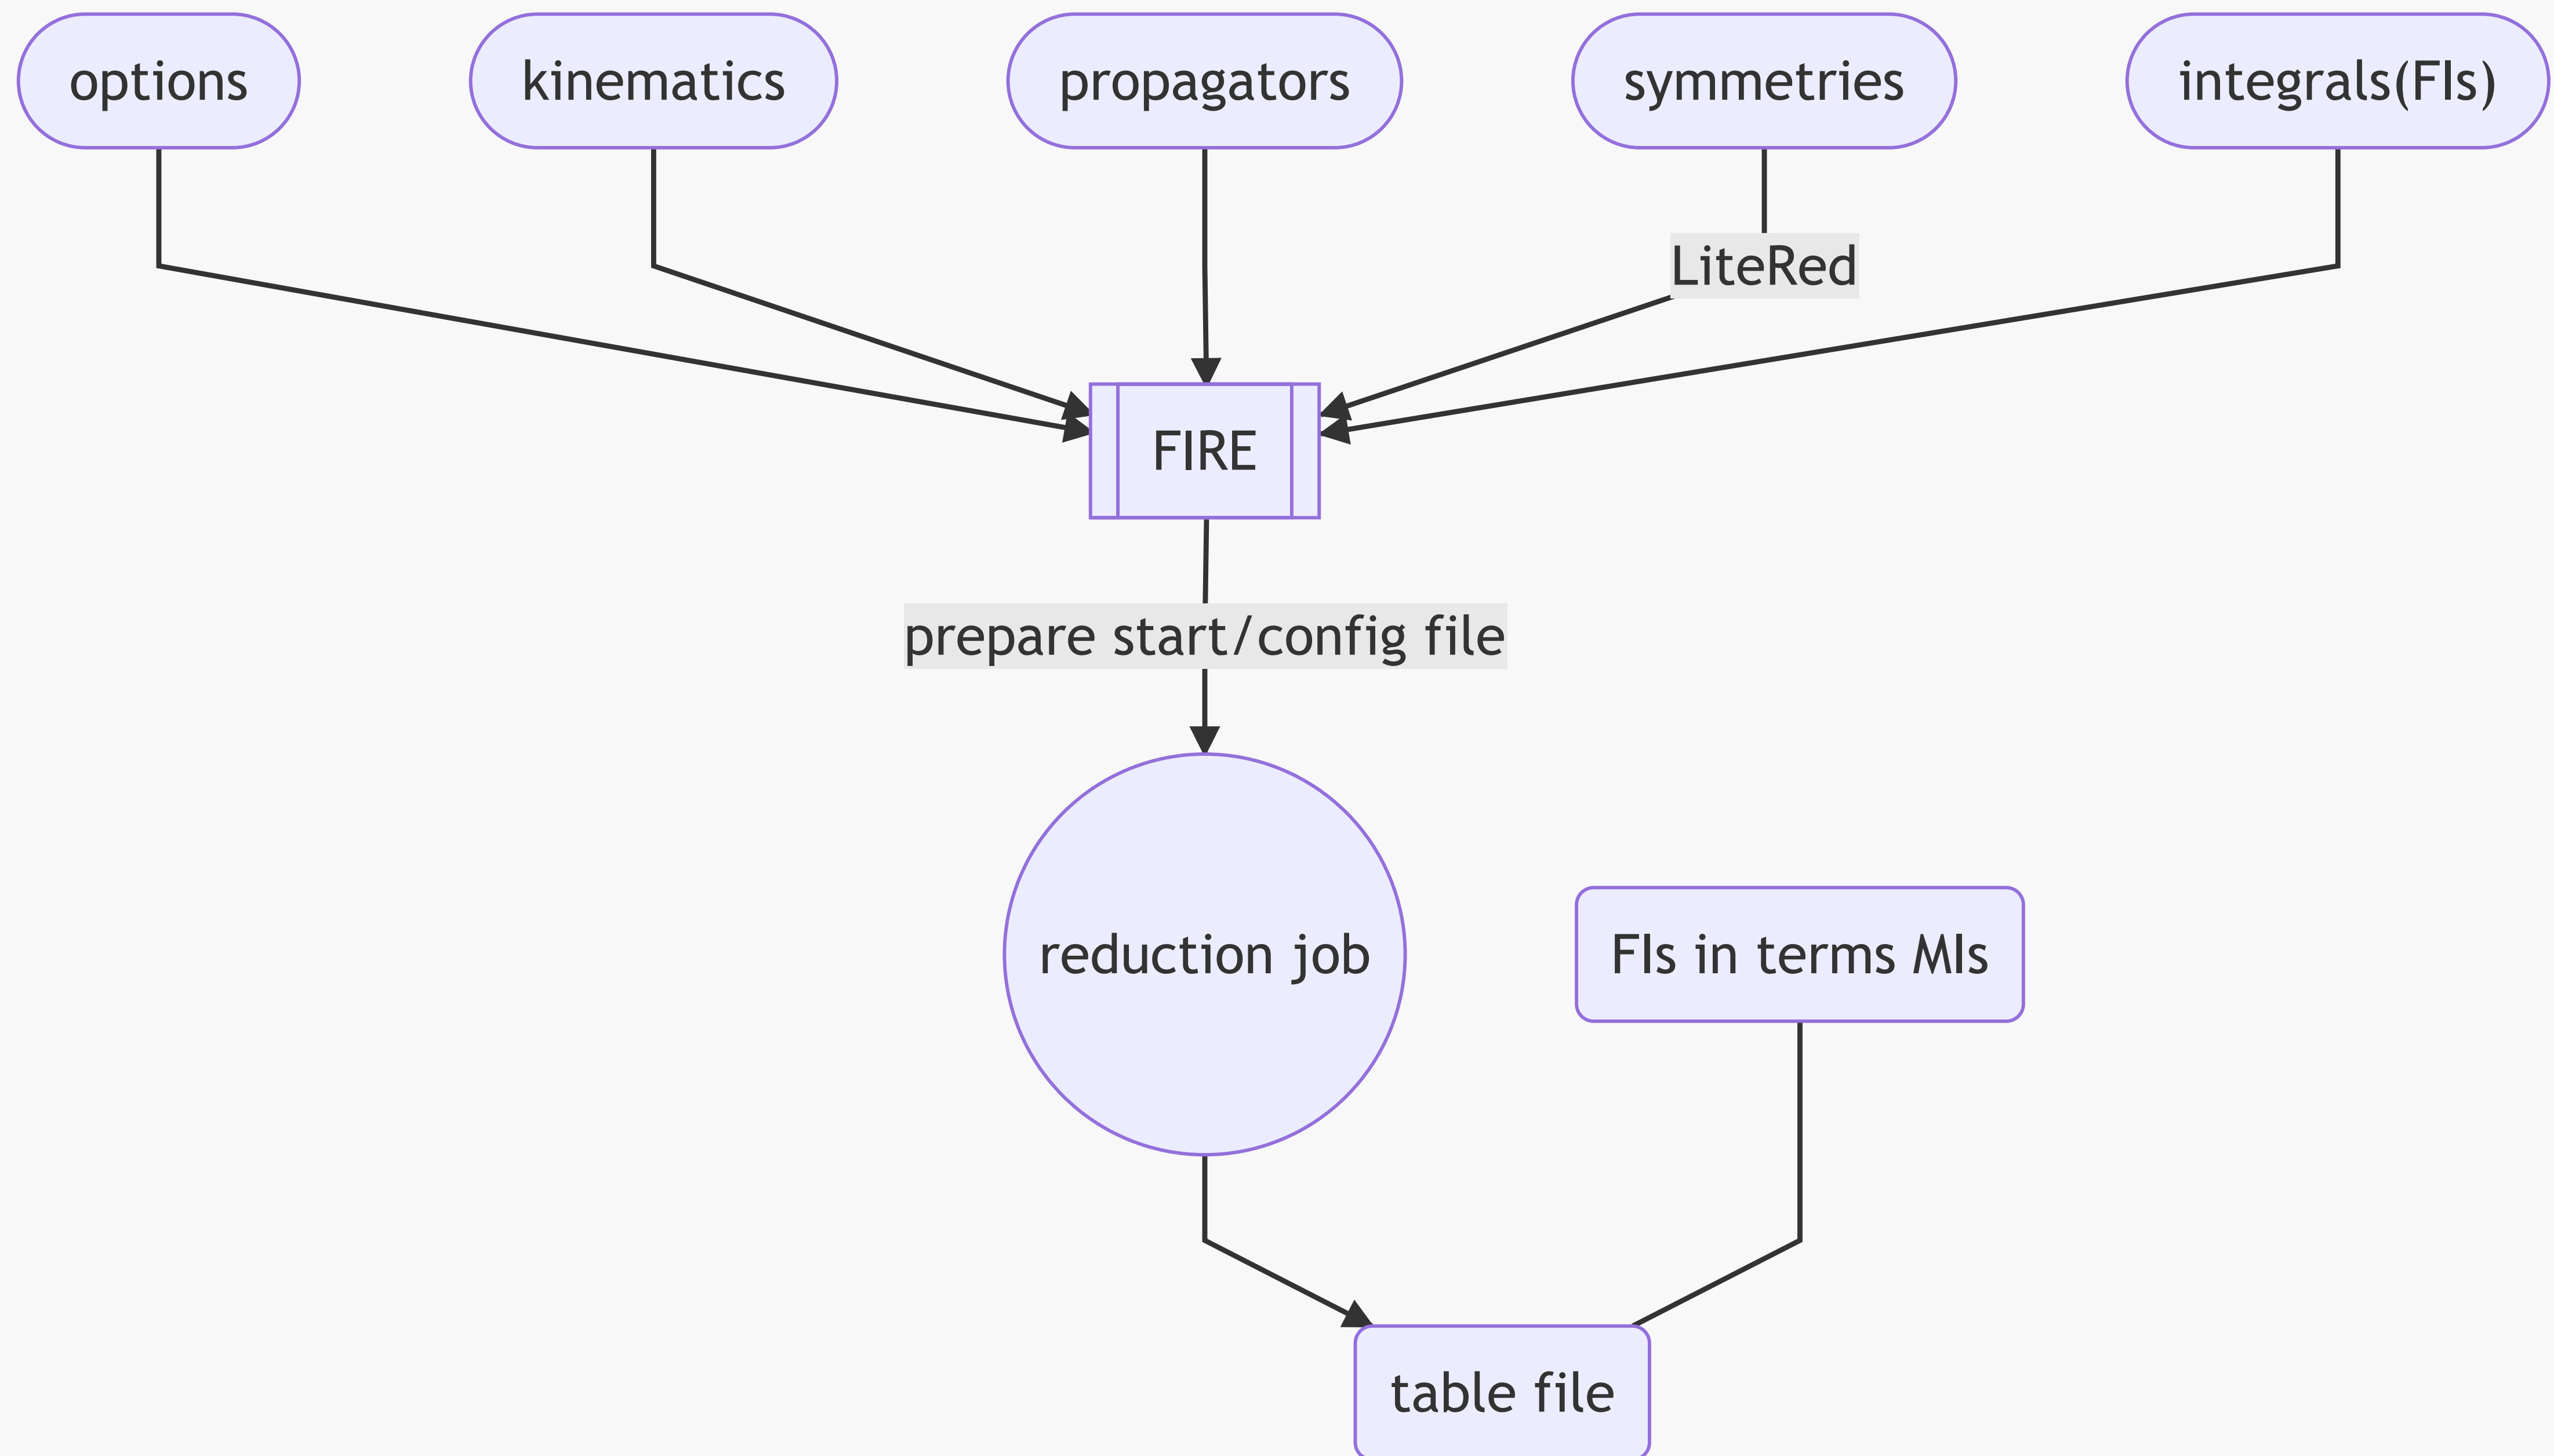 options
kinematics
propagators
symmetries
integrals(FIs)
LiteRed
FIRE
prepare start/config file
reduction job
FIs in terms MIs
table file